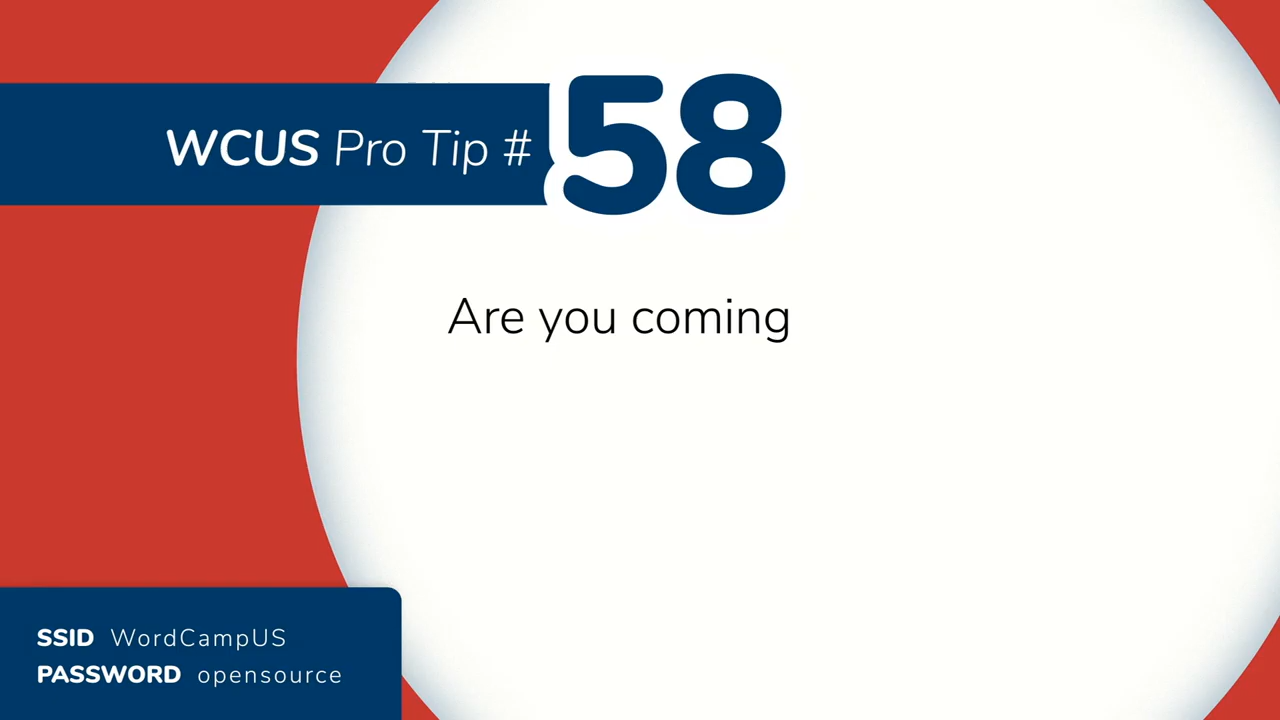 WCUS Pro Tip # 58
Are you coming
SSID WordCampUS
PASSWORD opensource